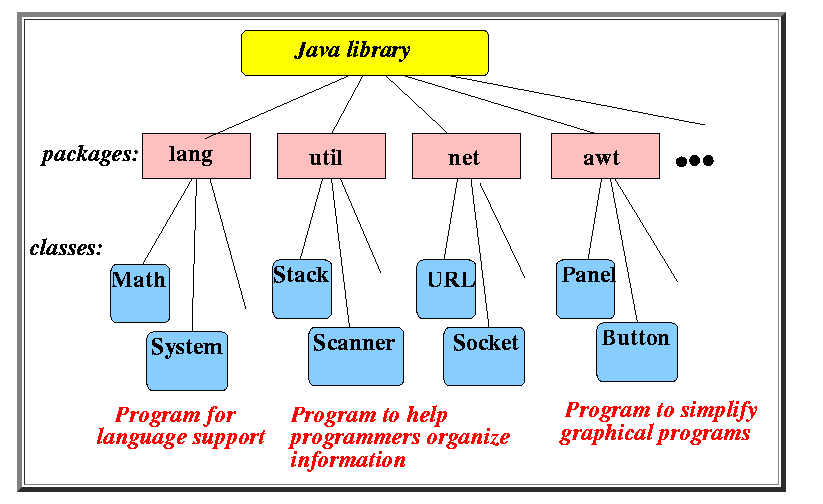 Java library
packages: lang util net awt
classes:
Math Stack URL Panel
System Scanner Socket Button
Program for
language support
Program to help
programmers organize
information
Program to simplify
graphical programs